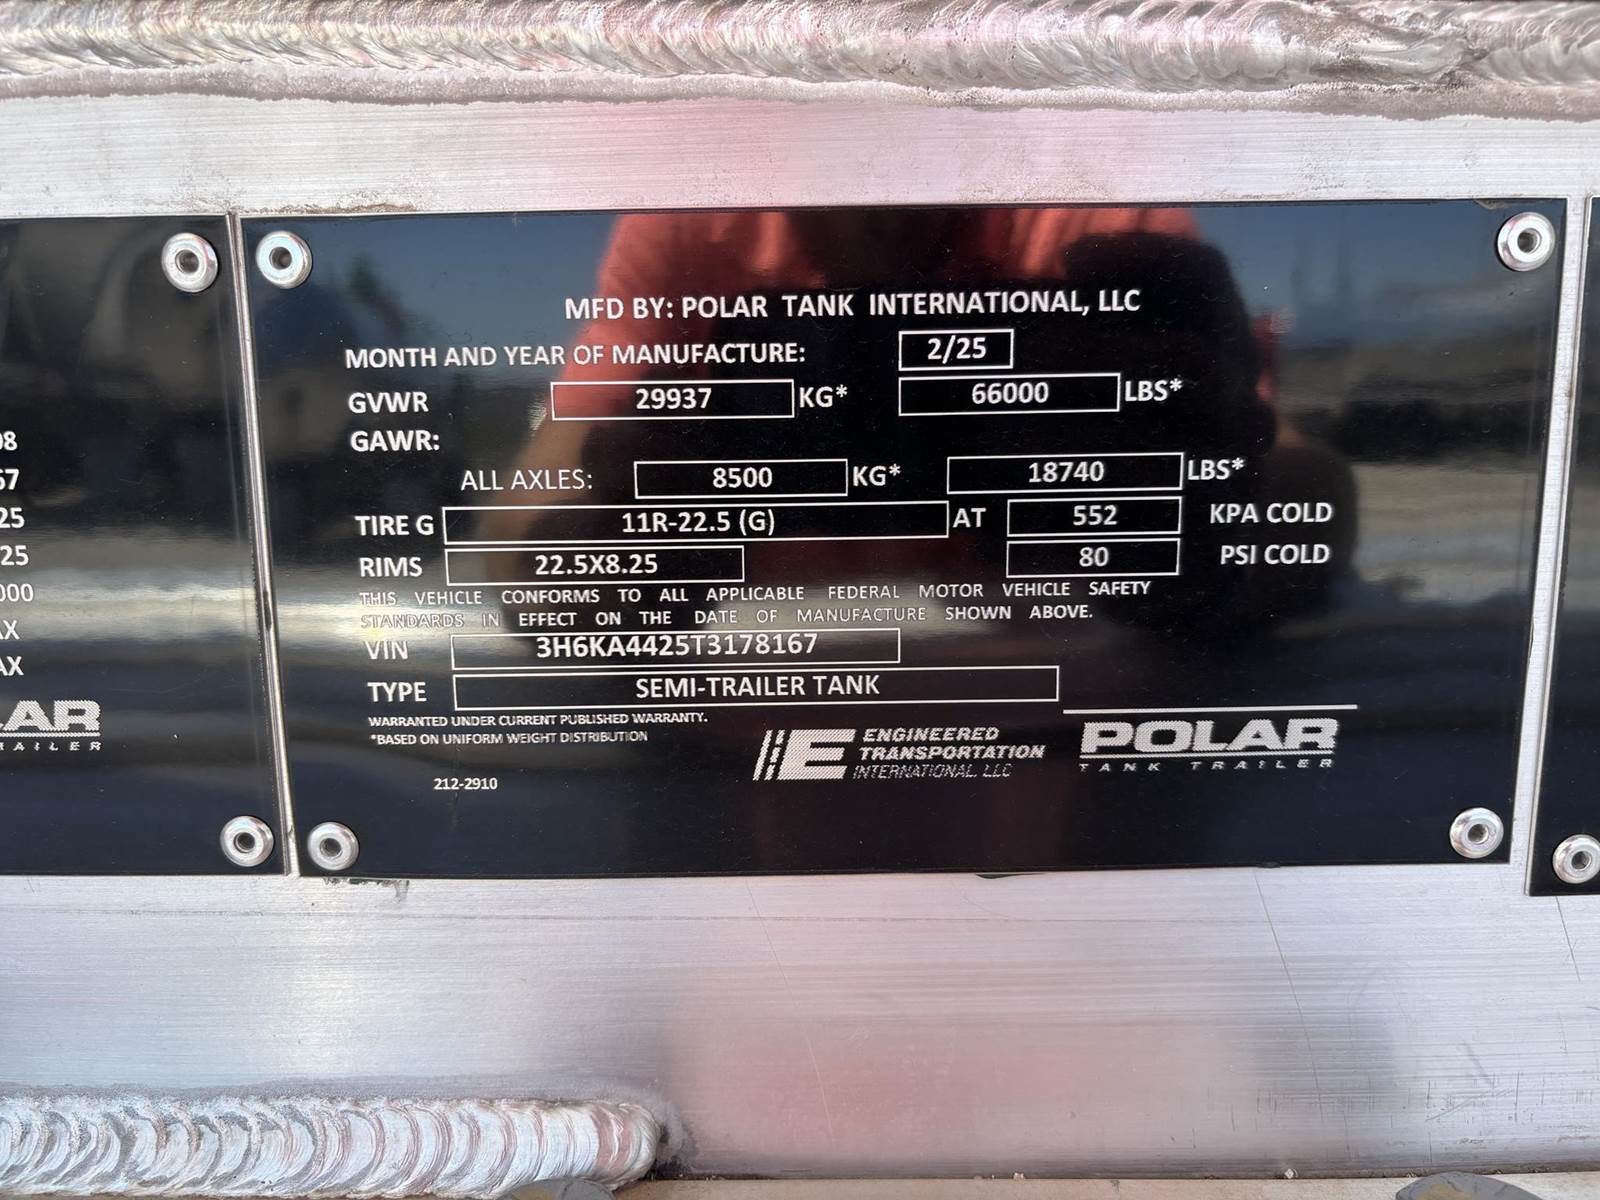 MFD BY: POLAR TANK INTERNATIONAL, LLC
MONTH AND YEAR OF MANUFACTURE: 2/25
GVWR 29937 KG* 66000 LBS*
GAWR:
ALL AXLES: 8500 KG* 18740 LBS*
TIRE G 11R-22.5 (G) AT 552 KPA COLD
RIMS 22.5X8.25 80 PSI COLD
THIS VEHICLE CONFORMS TO ALL APPLICABLE FEDERAL MOTOR VEHICLE SAFETY
STANDARDS IN EFFECT ON THE DATE OF MANUFACTURE SHOWN ABOVE.
VIN 3H6KA4425T3178167
TYPE SEMI-TRAILER TANK
WARRANTED UNDER CURRENT PUBLISHED WARRANTY.
*BASED ON UNIFORM WEIGHT DISTRIBUTION
212-2910
E ENGINEERED
TRANSPORTATION
INTERNATIONAL, LLC
POLAR
TANK TRAILER